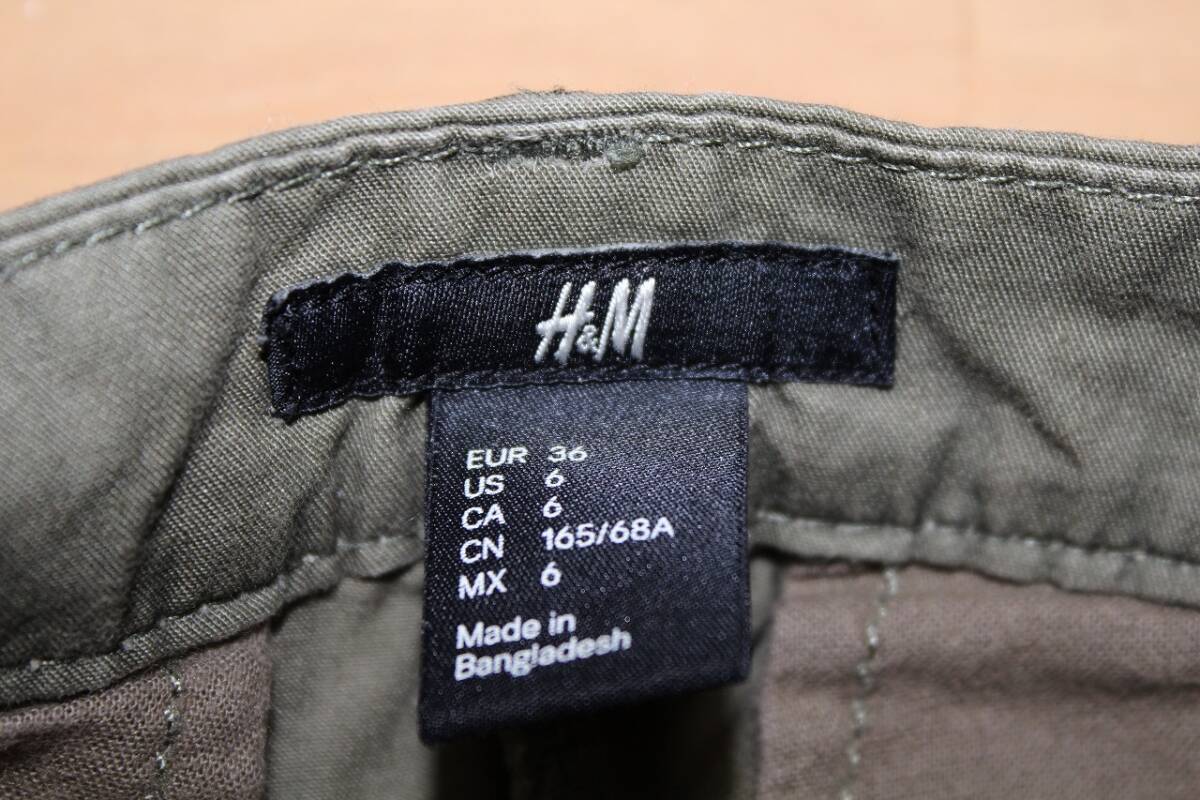 H&M
EUR 36
US 6
CA 6
CN 165/68A
MX 6
Made in
Bangladesh